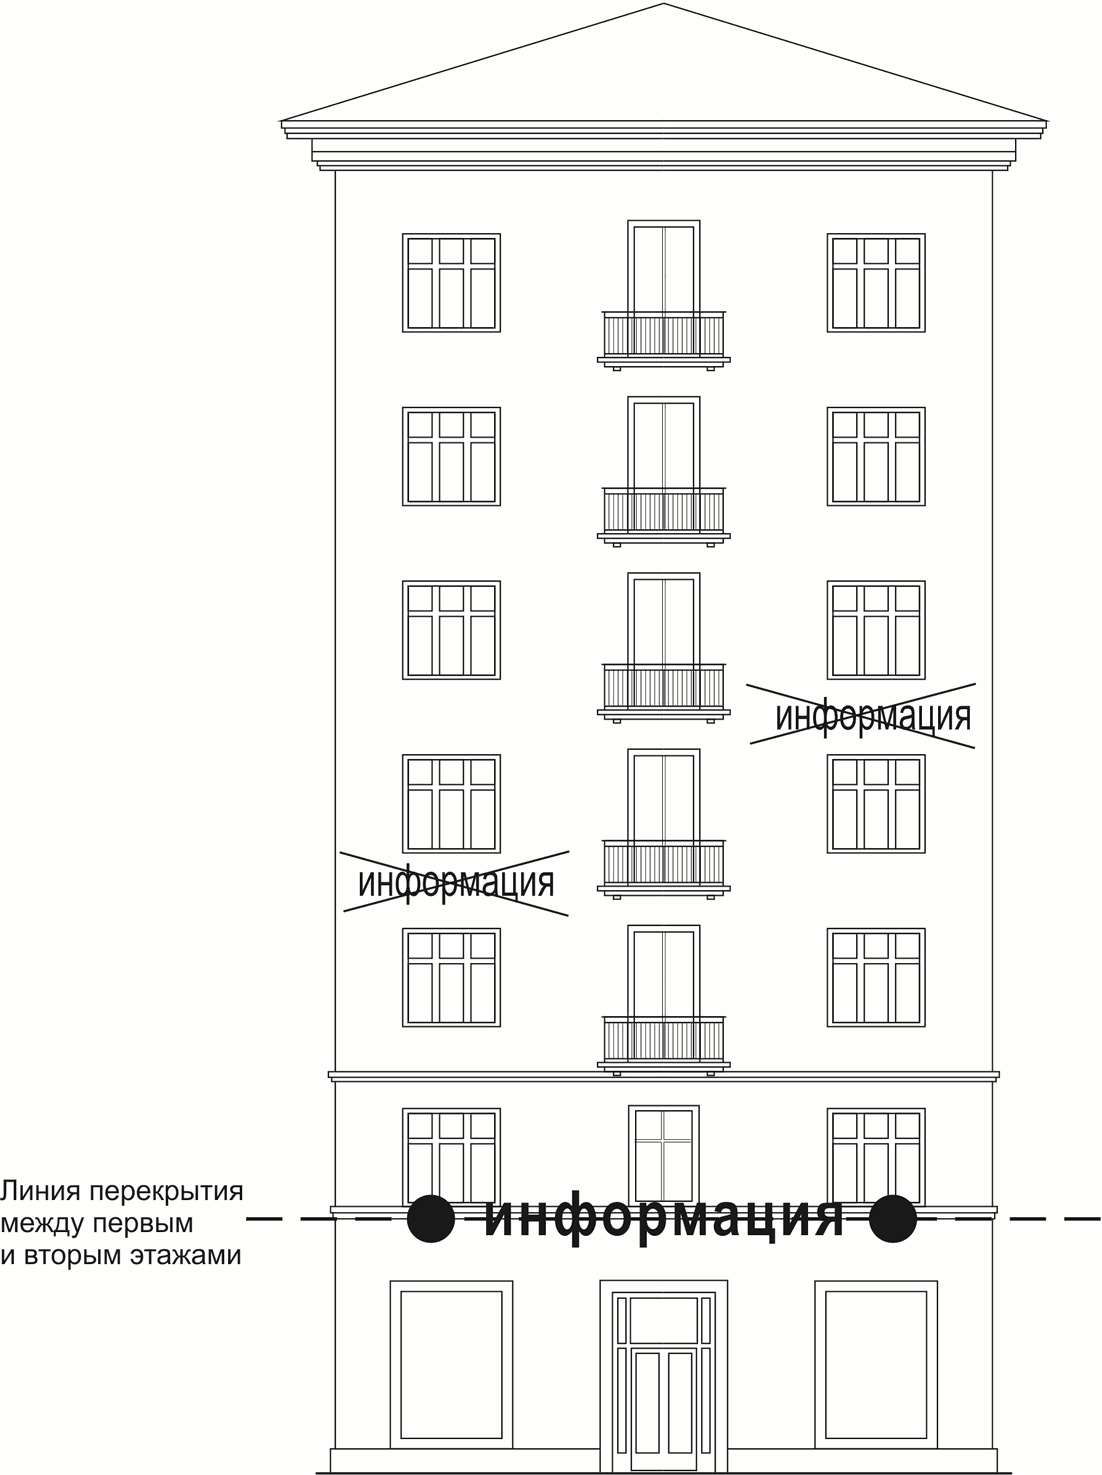 информация
информация
Линия перекрытия
между первым
и вторым этажами
информация